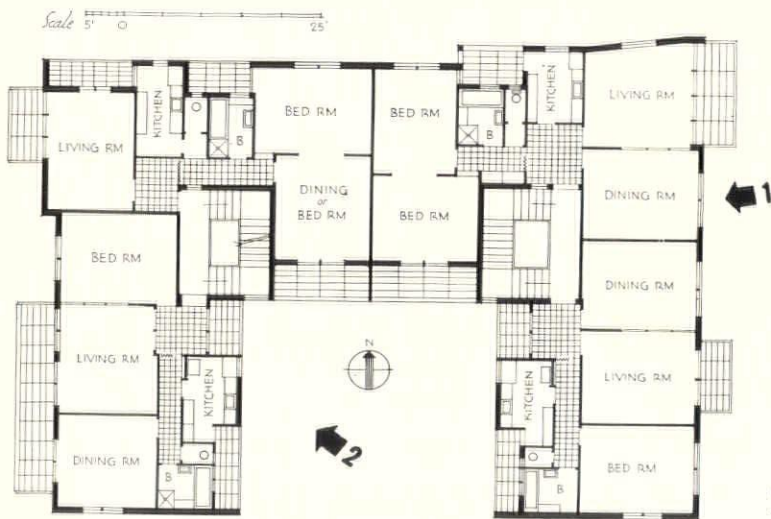 Scale 5' 0 25'
KITCHEN
LIVING RM
B
BED RM
BED RM
B
KITCHEN
LIVING RM
DINING
or
BED RM
BED RM
DINING RM
1
BED RM
DINING RM
LIVING RM
KITCHEN
N
KITCHEN
LIVING RM
DINING RM
B
2
B
BED RM